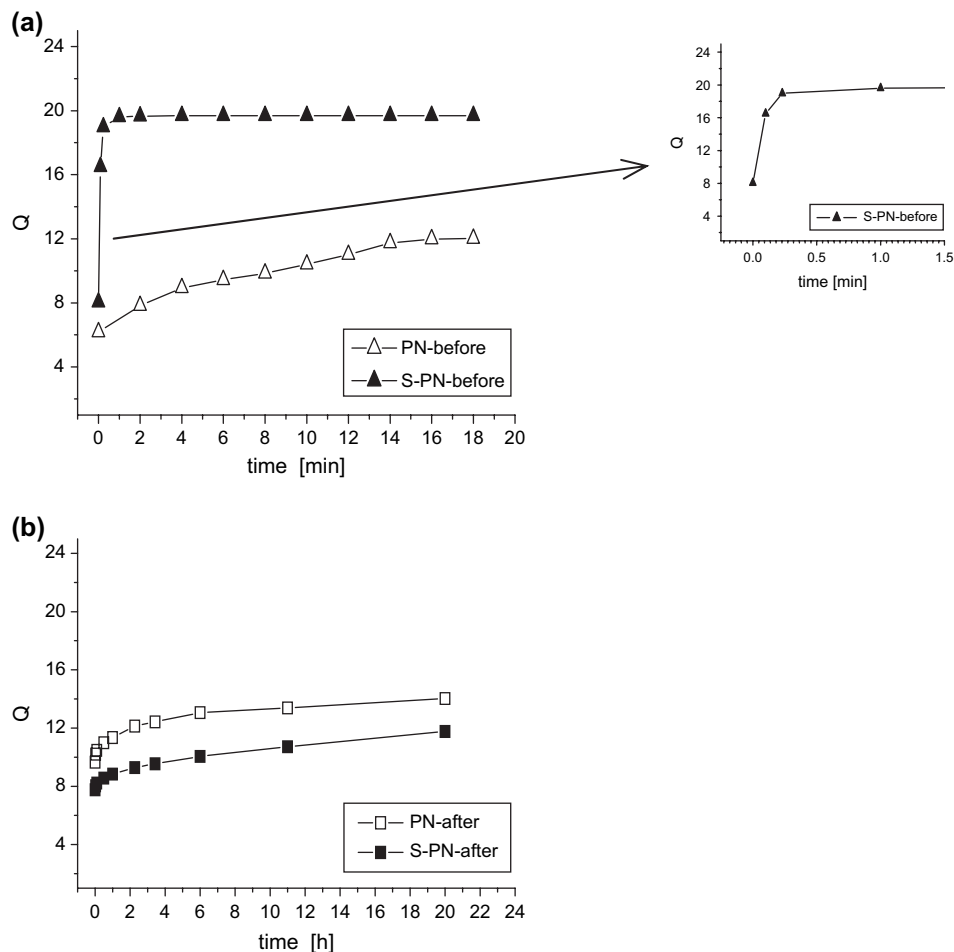 (a)
24
20
16
12
8
4
Q
0 2 4 6 8 10 12 14 16 18 20
time [min]
PN-before
S-PN-before
24
20
16
12
8
4
Q
0.0 0.5 1.0 1.5
time [min]
S-PN-before
(b)
24
20
16
12
8
4
Q
0 2 4 6 8 10 12 14 16 18 20 22 24
time [h]
PN-after
S-PN-after